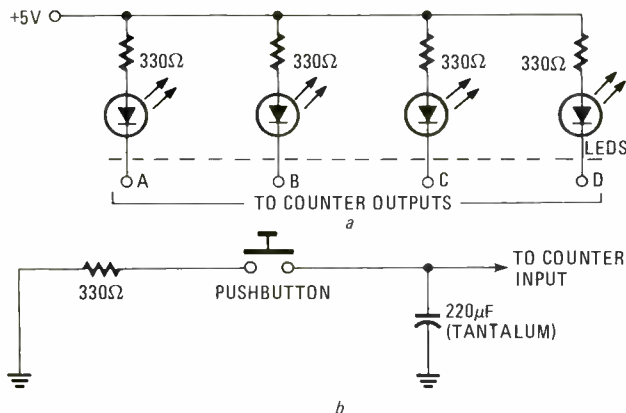 +5V
330Ω 330Ω 330Ω 330Ω
LEDS
A B C D
TO COUNTER OUTPUTS
a
TO COUNTER
INPUT
330Ω
PUSHBUTTON
220µF
(TANTALUM)
b